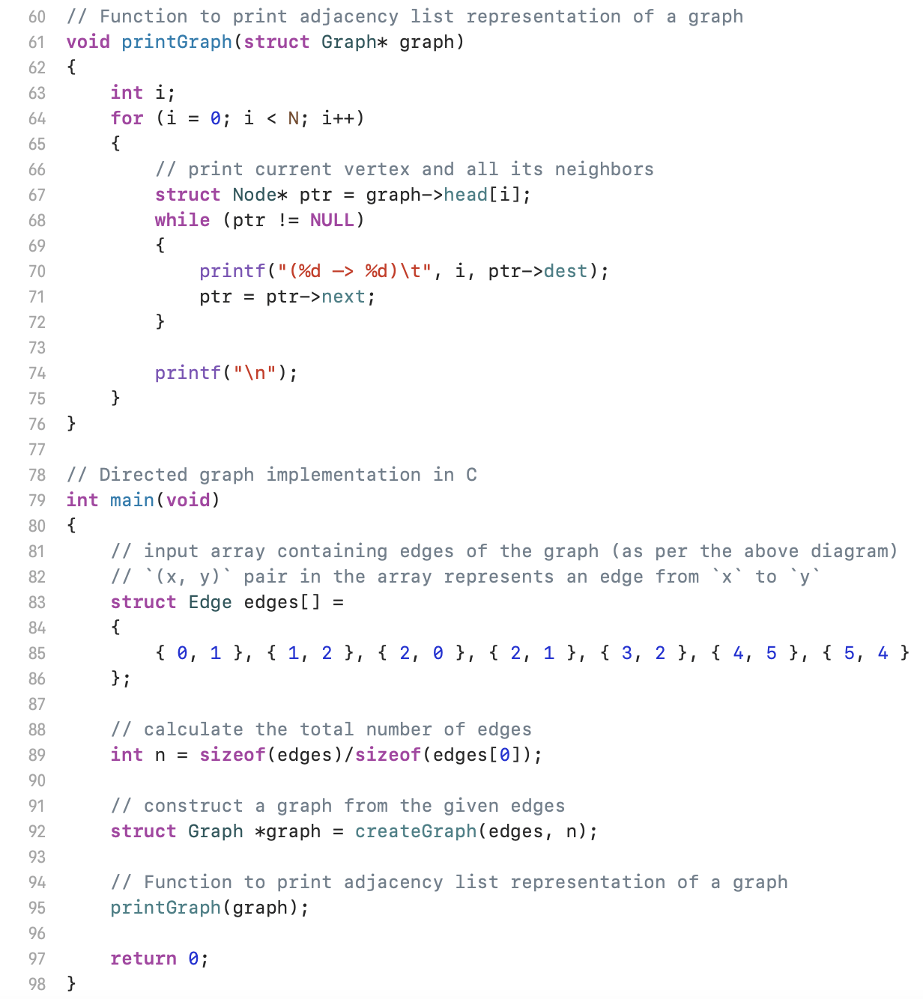 60 // Function to print adjacency list representation of a graph
61 void printGraph(struct Graph* graph)
62 {
63     int i;
64     for (i = 0; i < N; i++)
65     {
66         // print current vertex and all its neighbors
67         struct Node* ptr = graph->head[i];
68         while (ptr != NULL)
69         {
70             printf("(%d —> %d)\t", i, ptr->dest);
71             ptr = ptr->next;
72         }
73
74         printf("\n");
75     }
76 }
77
78 // Directed graph implementation in C
79 int main(void)
80 {
81     // input array containing edges of the graph (as per the above diagram)
82     // `(x, y)` pair in the array represents an edge from `x` to `y`
83     struct Edge edges[] =
84     {
85         { 0, 1 }, { 1, 2 }, { 2, 0 }, { 2, 1 }, { 3, 2 }, { 4, 5 }, { 5, 4 }
86     };
87
88     // calculate the total number of edges
89     int n = sizeof(edges)/sizeof(edges[0]);
90
91     // construct a graph from the given edges
92     struct Graph *graph = createGraph(edges, n);
93
94     // Function to print adjacency list representation of a graph
95     printGraph(graph);
96
97     return 0;
98 }